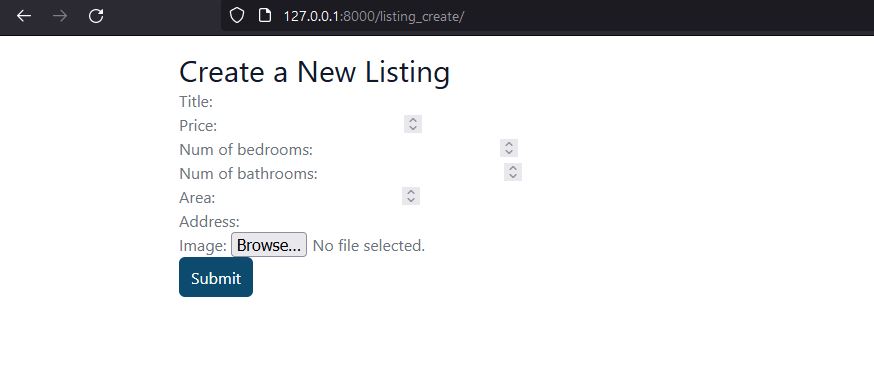 127.0.0.1:8000/listing_create/
Create a New Listing
Title:
Price:
Num of bedrooms:
Num of bathrooms:
Area:
Address:
Image: Browse... No file selected.
Submit